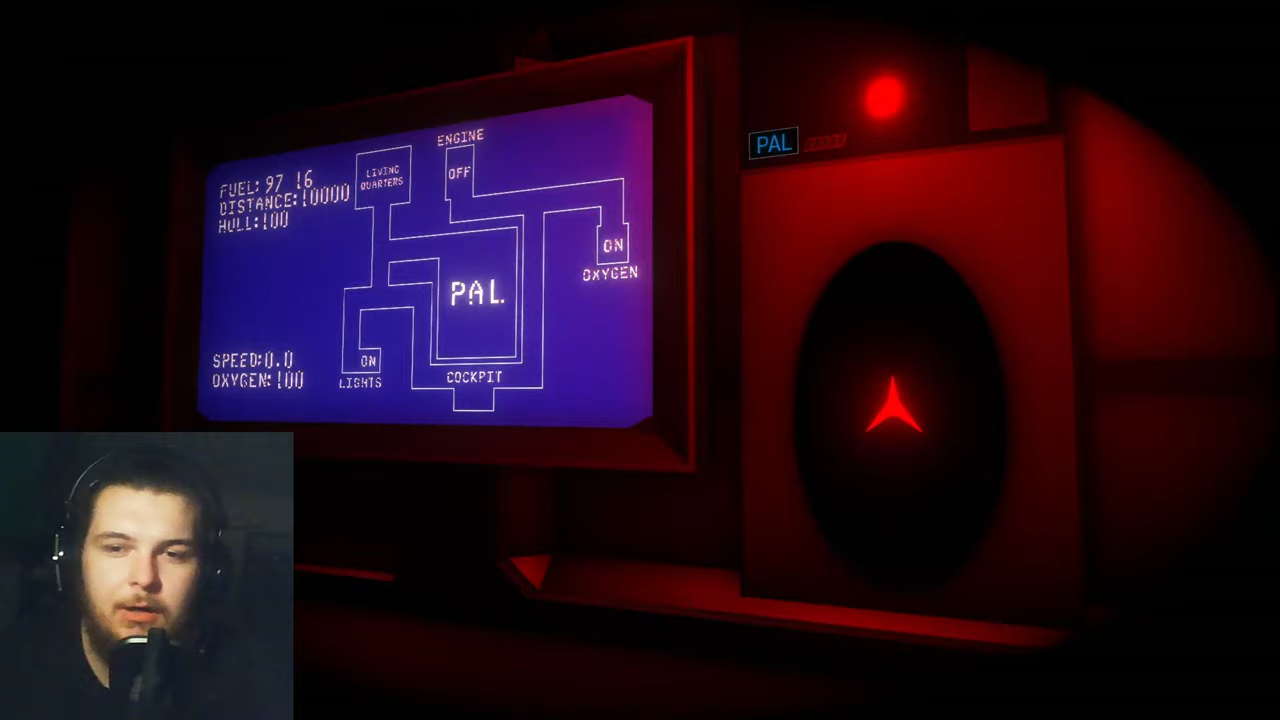 ENGINE
LIVING
QUARTERS
OFF
FUEL: 97 16
DISTANCE:10000
HULL:100
ON
OXYGEN
PAL
SPEED:0.0
OXYGEN:100
ON
LIGHTS
COCKPIT
PAL